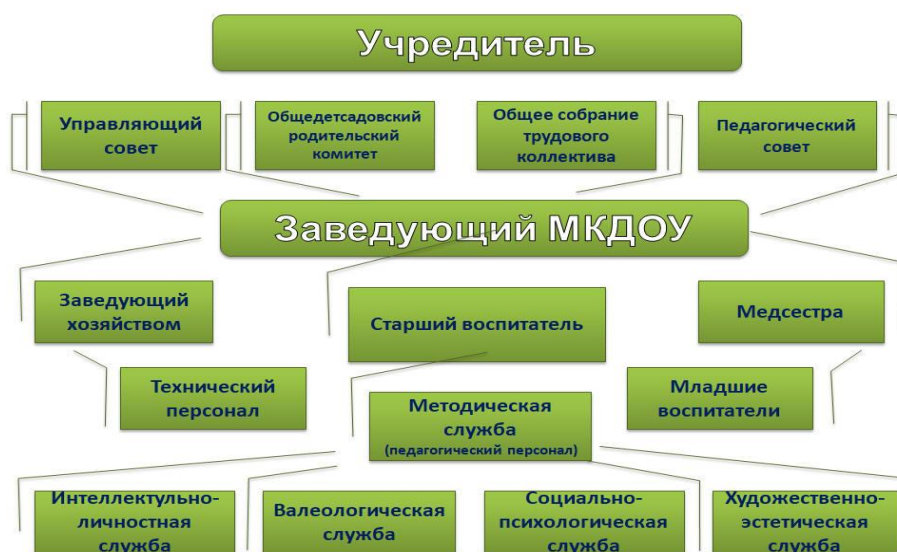 Учредитель
Управляющий
совет
Общедетсадовский
родительский
комитет
Общее собрание
трудового
коллектива
Педагогический
совет
Заведующий МКДОУ
Заведующий
хозяйством
Старший воспитатель
Медсестра
Технический
персонал
Младшие
воспитатели
Методическая
служба
(педагогический персонал)
Интеллектульно-
личностная
служба
Валеологическая
служба
Социально-
психологическая
служба
Художественно-
эстетическая
служба